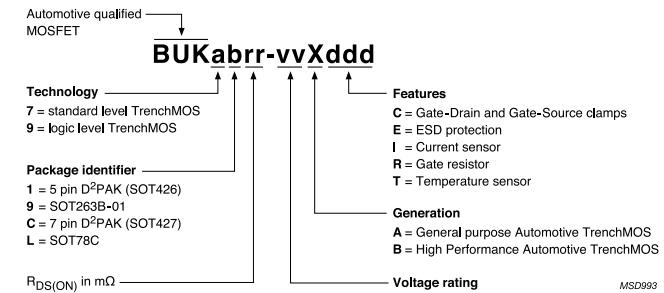 Automotive qualified
MOSFET
BUKabrr-vvXddd
Technology
7 = standard level TrenchMOS
9 = logic level TrenchMOS
Package identifier
1 = 5 pin D²PAK (SOT426)
9 = SOT263B-01
C = 7 pin D²PAK (SOT427)
L = SOT78C
RDS(ON) in mΩ
Features
C = Gate-Drain and Gate-Source clamps
E = ESD protection
I = Current sensor
R = Gate resistor
T = Temperature sensor
Generation
A = General purpose Automotive TrenchMOS
B = High Performance Automotive TrenchMOS
Voltage rating
MSD993